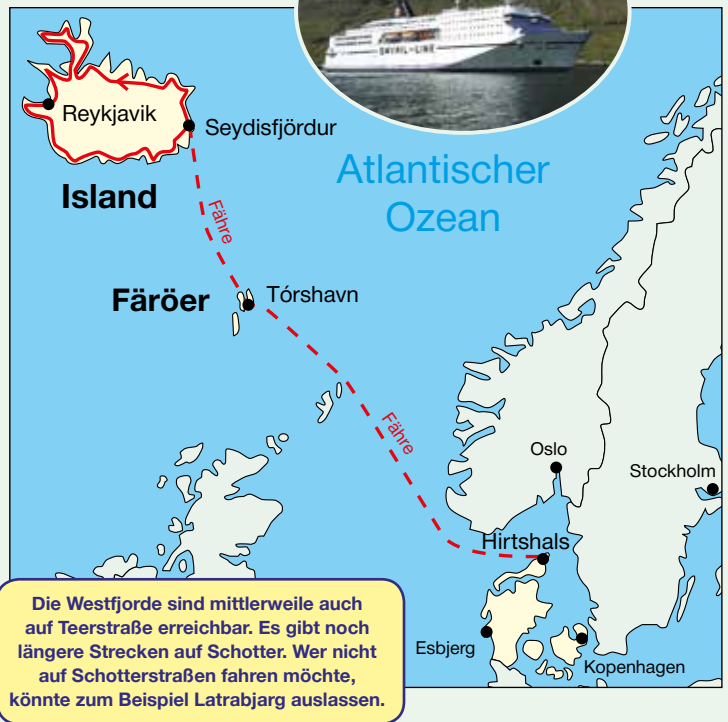 SMYRIL-LINE
Reykjavik
Seydisfjördur
Atlantischer
Ozean
Island
Fähre
Färöer
Tórshavn
Fähre
Oslo
Stockholm
Hirtshals
Esbjerg
Kopenhagen
Die Westfjorde sind mittlerweile auch
auf Teerstraße erreichbar. Es gibt noch
längere Strecken auf Schotter. Wer nicht
auf Schotterstraßen fahren möchte,
könnte zum Beispiel Latrabjarg auslassen.